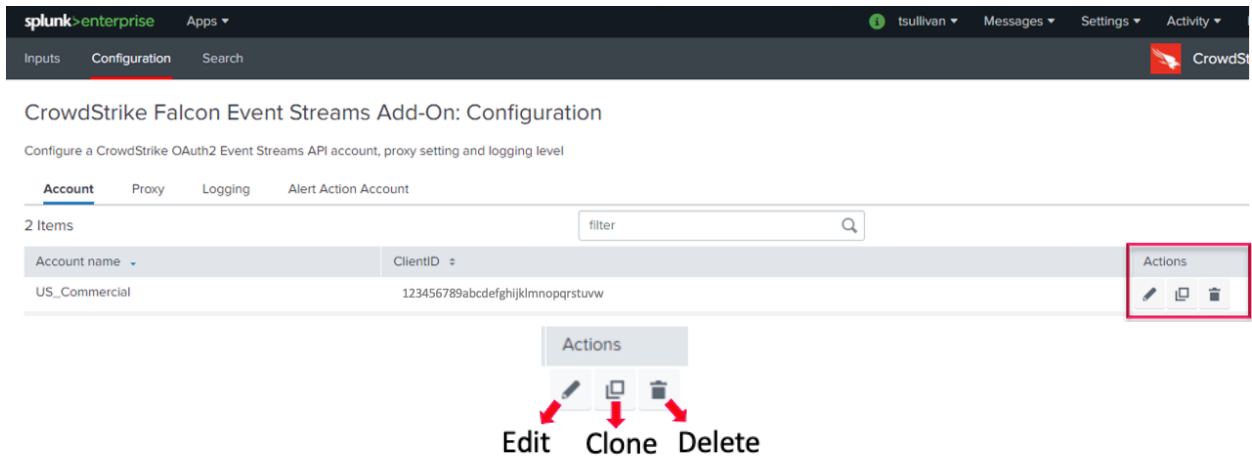 splunk>enterprise Apps tsullivan Messages Settings Activity
Inputs Configuration Search CrowdSt
CrowdStrike Falcon Event Streams Add-On: Configuration
Configure a CrowdStrike OAuth2 Event Streams API account, proxy setting and logging level
Account Proxy Logging Alert Action Account
2 Items filter
Account name ClientID Actions
US_Commercial 123456789abcdefghijklmnopqrstuvw
Actions
Edit Clone Delete